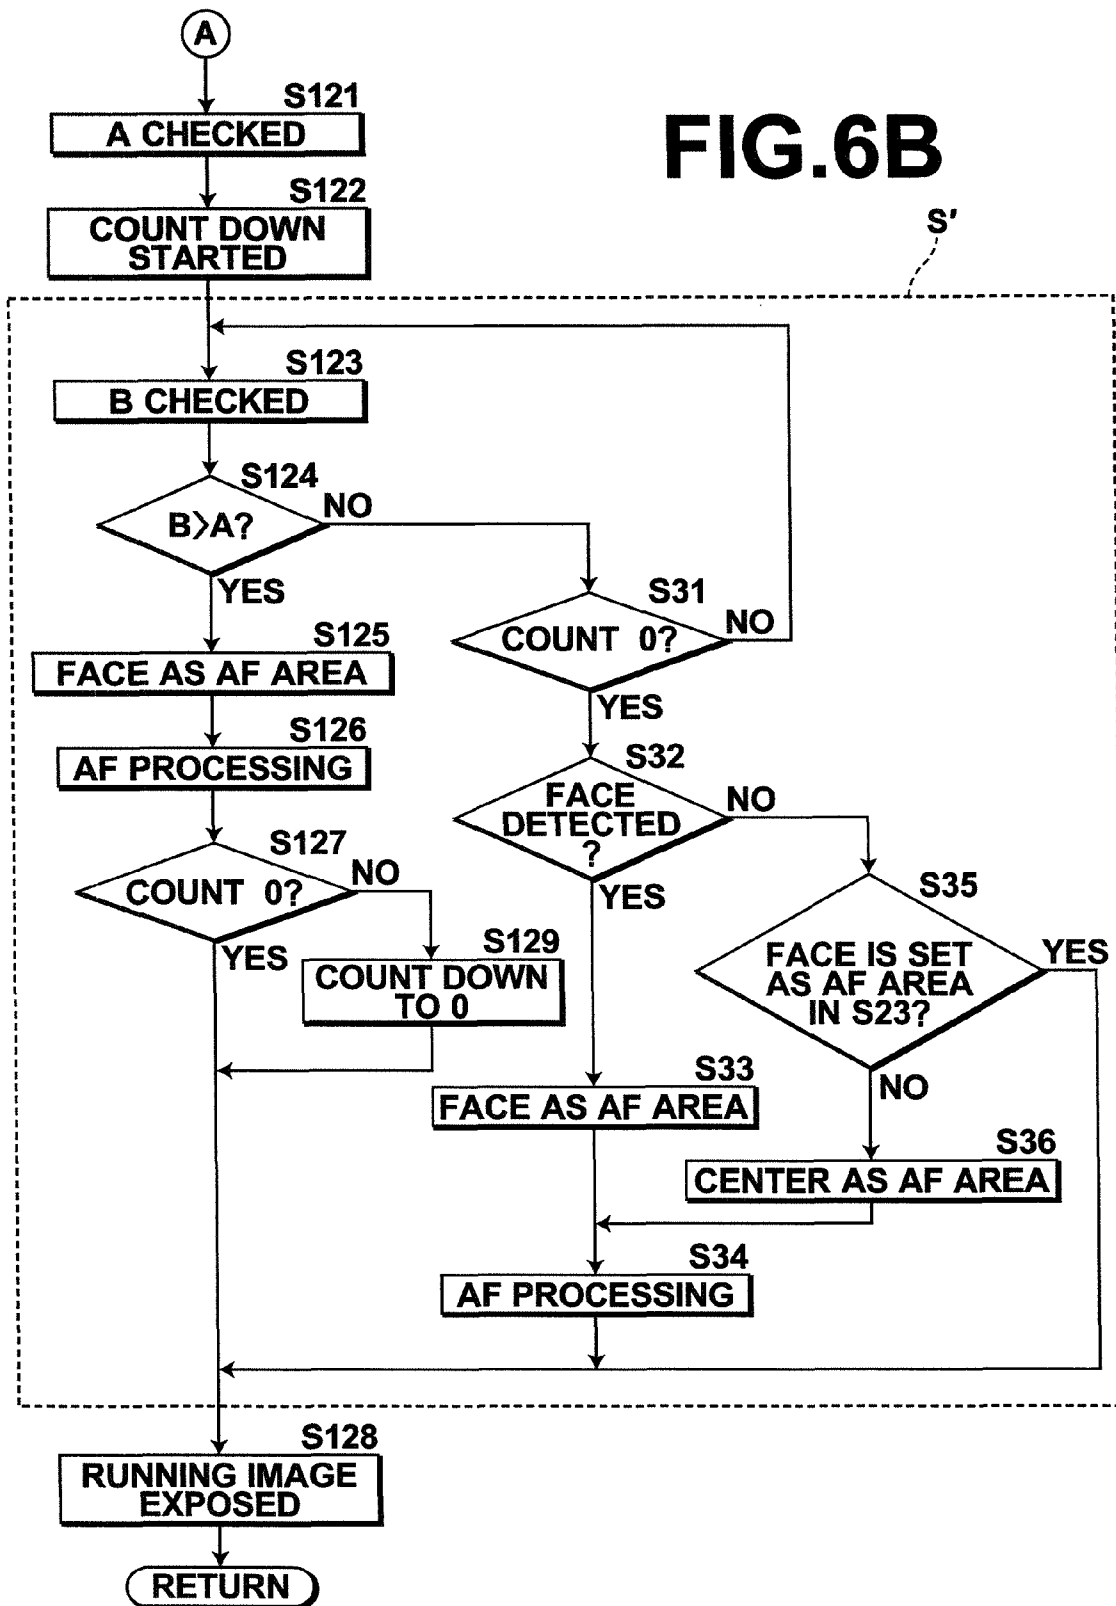 A
S121
A CHECKED
FIG.6B
S122
COUNT DOWN
STARTED
S'
S123
B CHECKED
S124
B>A?
NO
YES
S31
COUNT 0?
NO
YES
S125
FACE AS AF AREA
S126
AF PROCESSING
S32
FACE
DETECTED
?
NO
YES
S127
COUNT 0?
NO
YES
S129
COUNT DOWN
TO 0
S35
FACE IS SET
AS AF AREA
IN S23?
YES
NO
S33
FACE AS AF AREA
S36
CENTER AS AF AREA
S34
AF PROCESSING
S128
RUNNING IMAGE
EXPOSED
RETURN